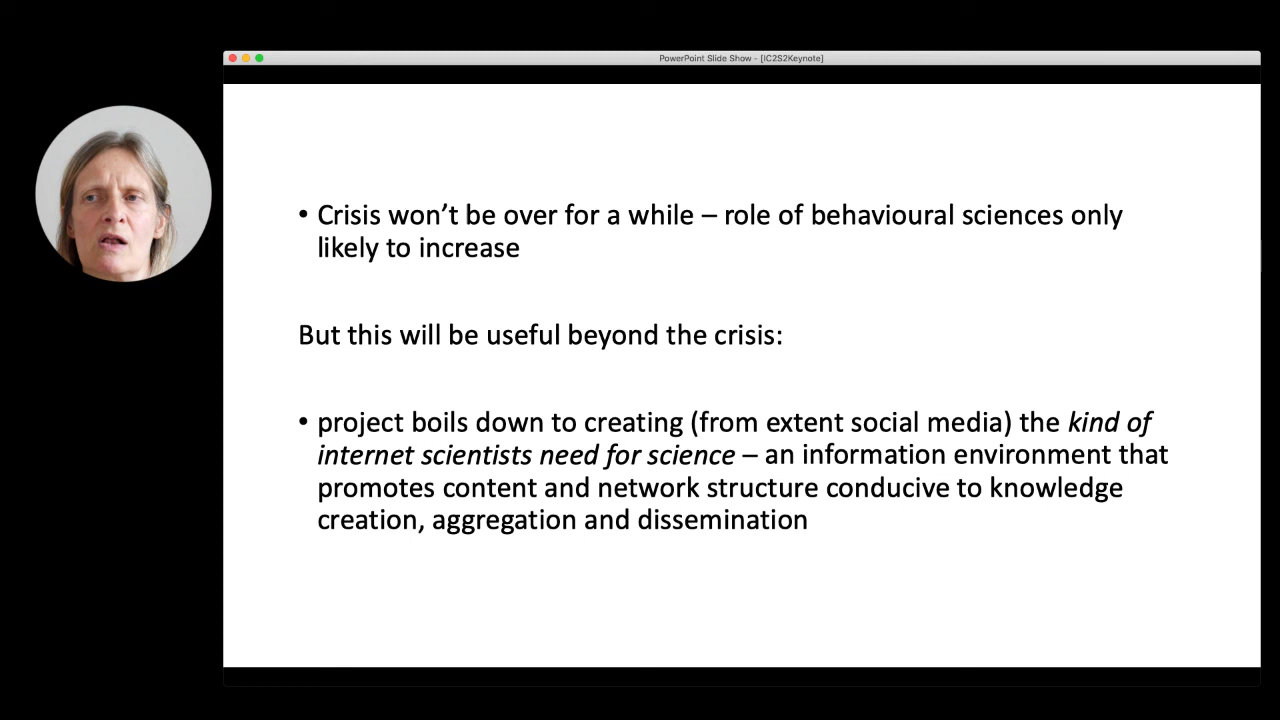 PowerPoint Slide Show - [IC2S2Keynote]
• Crisis won’t be over for a while – role of behavioural sciences only
likely to increase
But this will be useful beyond the crisis:
• project boils down to creating (from extent social media) the kind of
internet scientists need for science – an information environment that
promotes content and network structure conducive to knowledge
creation, aggregation and dissemination